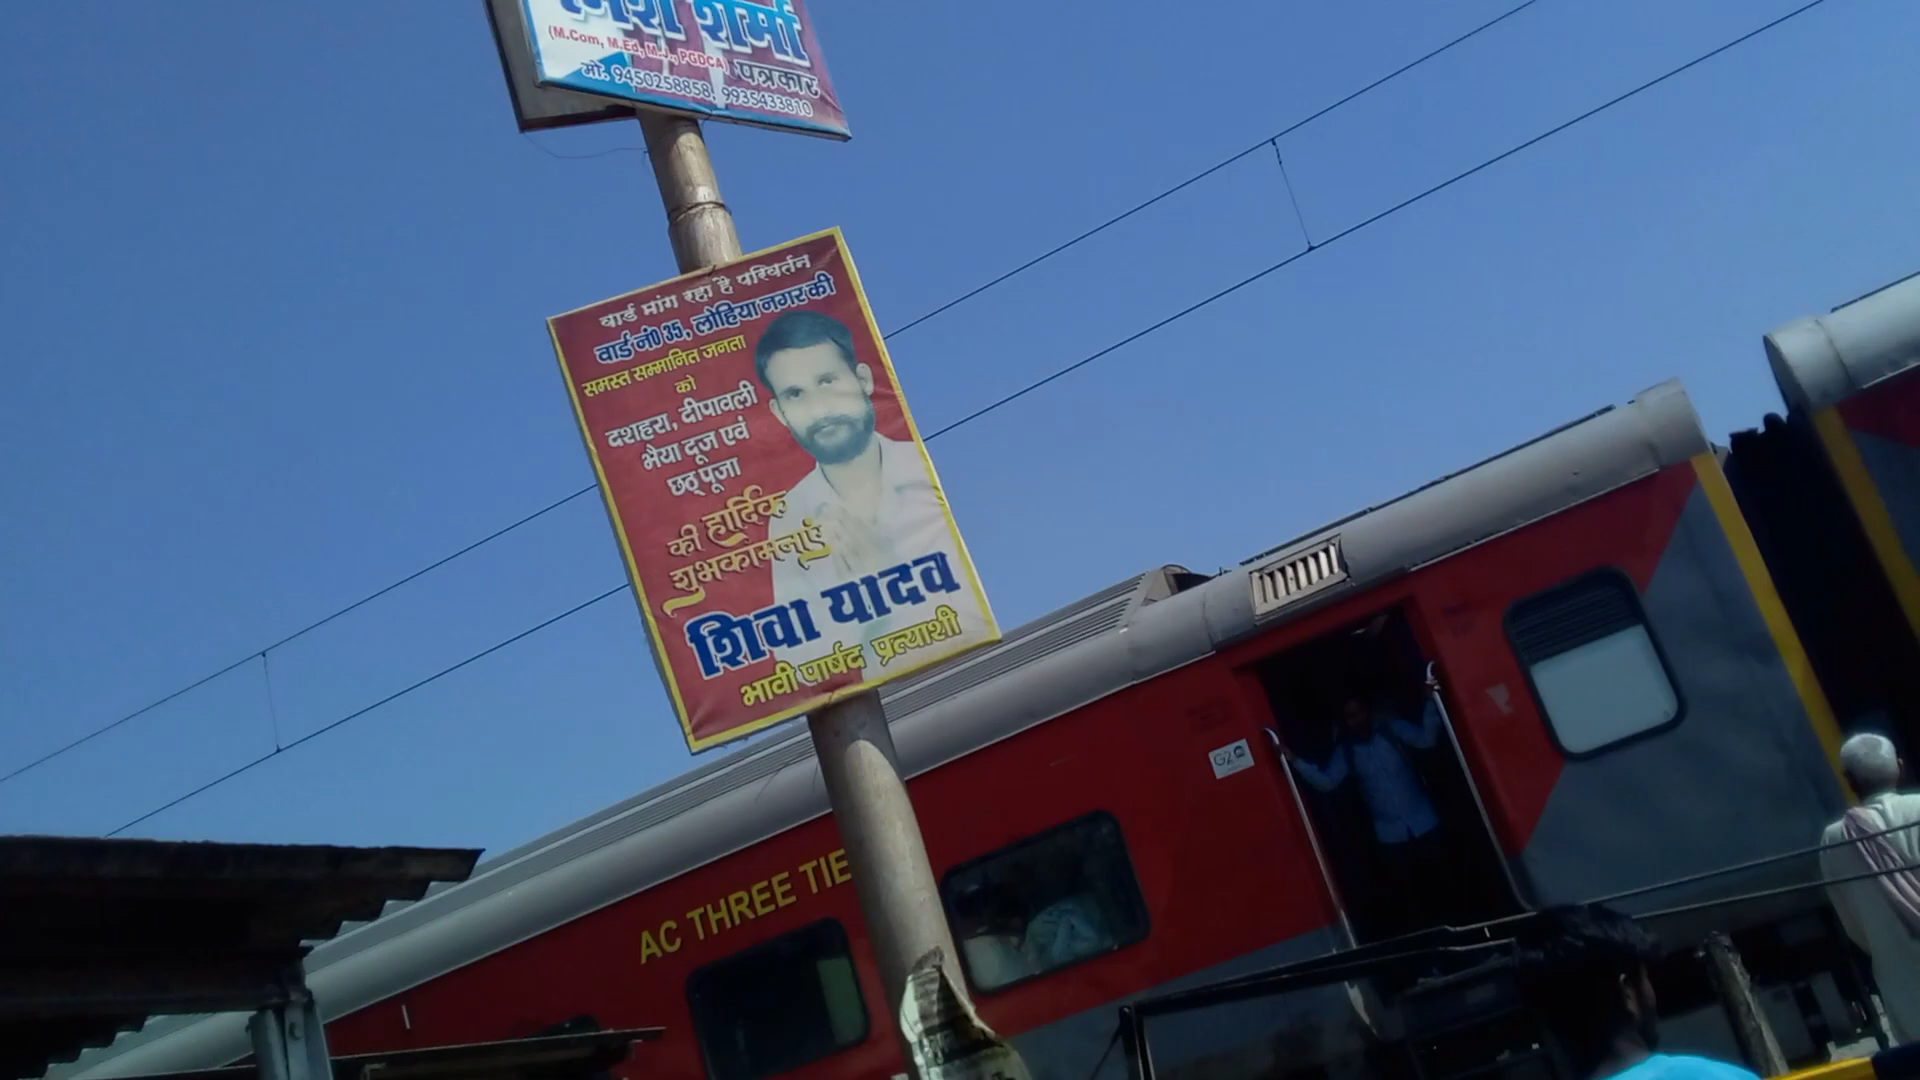 शर्मा
(M.Com, M.Ed, M.J., PGDCA) पत्रकार
मो. 9450258858, 9935433810
वार्ड मांग रहा है परिवर्तन
वार्ड नं0 35, लोहिया नगर की
समस्त सम्मानित जनता
को
दशहरा, दीपावली
भैया दूज एवं
छठ् पूजा
की हार्दिक
शुभकामनाएं
शिवा यादव
भावी पार्षद प्रत्याशी
G2
AC THREE TIE